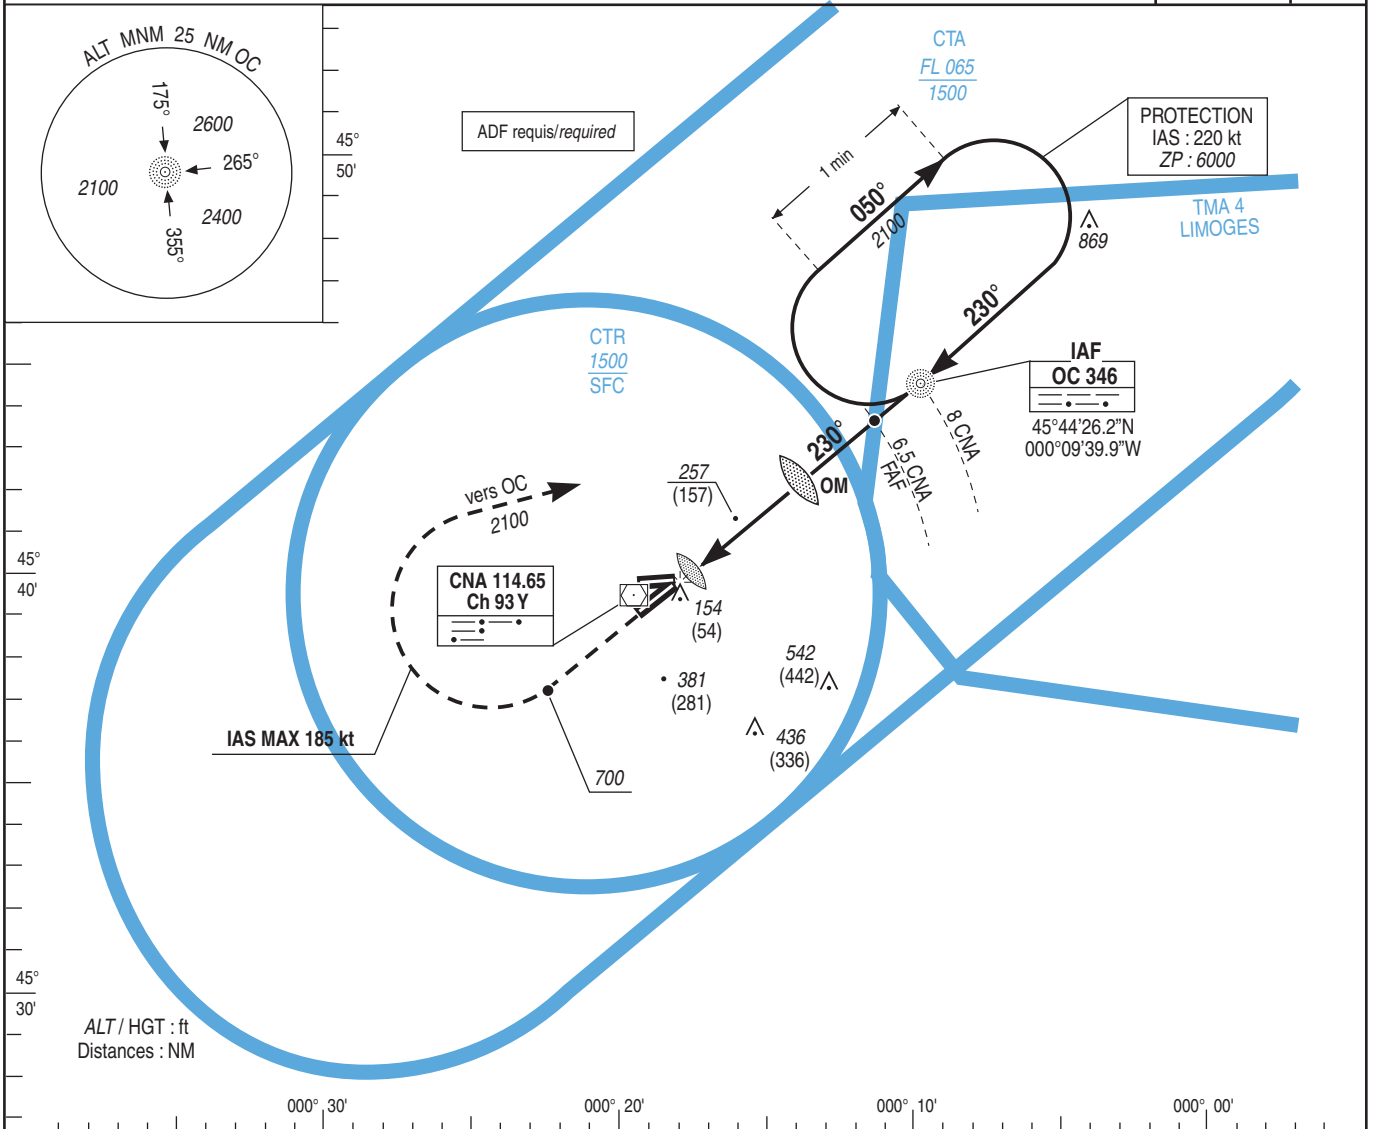 ALT MNM 25 NM OC
175°
2600
265°
2100
2400
355°
ADF requis/required
45°
50'
CTA
FL 065
1500
PROTECTION
IAS : 220 kt
ZP : 6000
1 min
050°
2100
869
TMA 4
LIMOGES
230°
CTR
1500
SFC
IAF
OC 346
45°44'26.2"N
000°09'39.9"W
8 CNA
6.5 CNA
FAF
230°
OM
257
(157)
vers OC
2100
45°
40'
CNA 114.65
Ch 93 Y
154
(54)
542
(442)
381
(281)
436
(336)
IAS MAX 185 kt
700
45°
30'
ALT / HGT : ft
Distances : NM
000° 30'
000° 20'
000° 10'
000° 00'